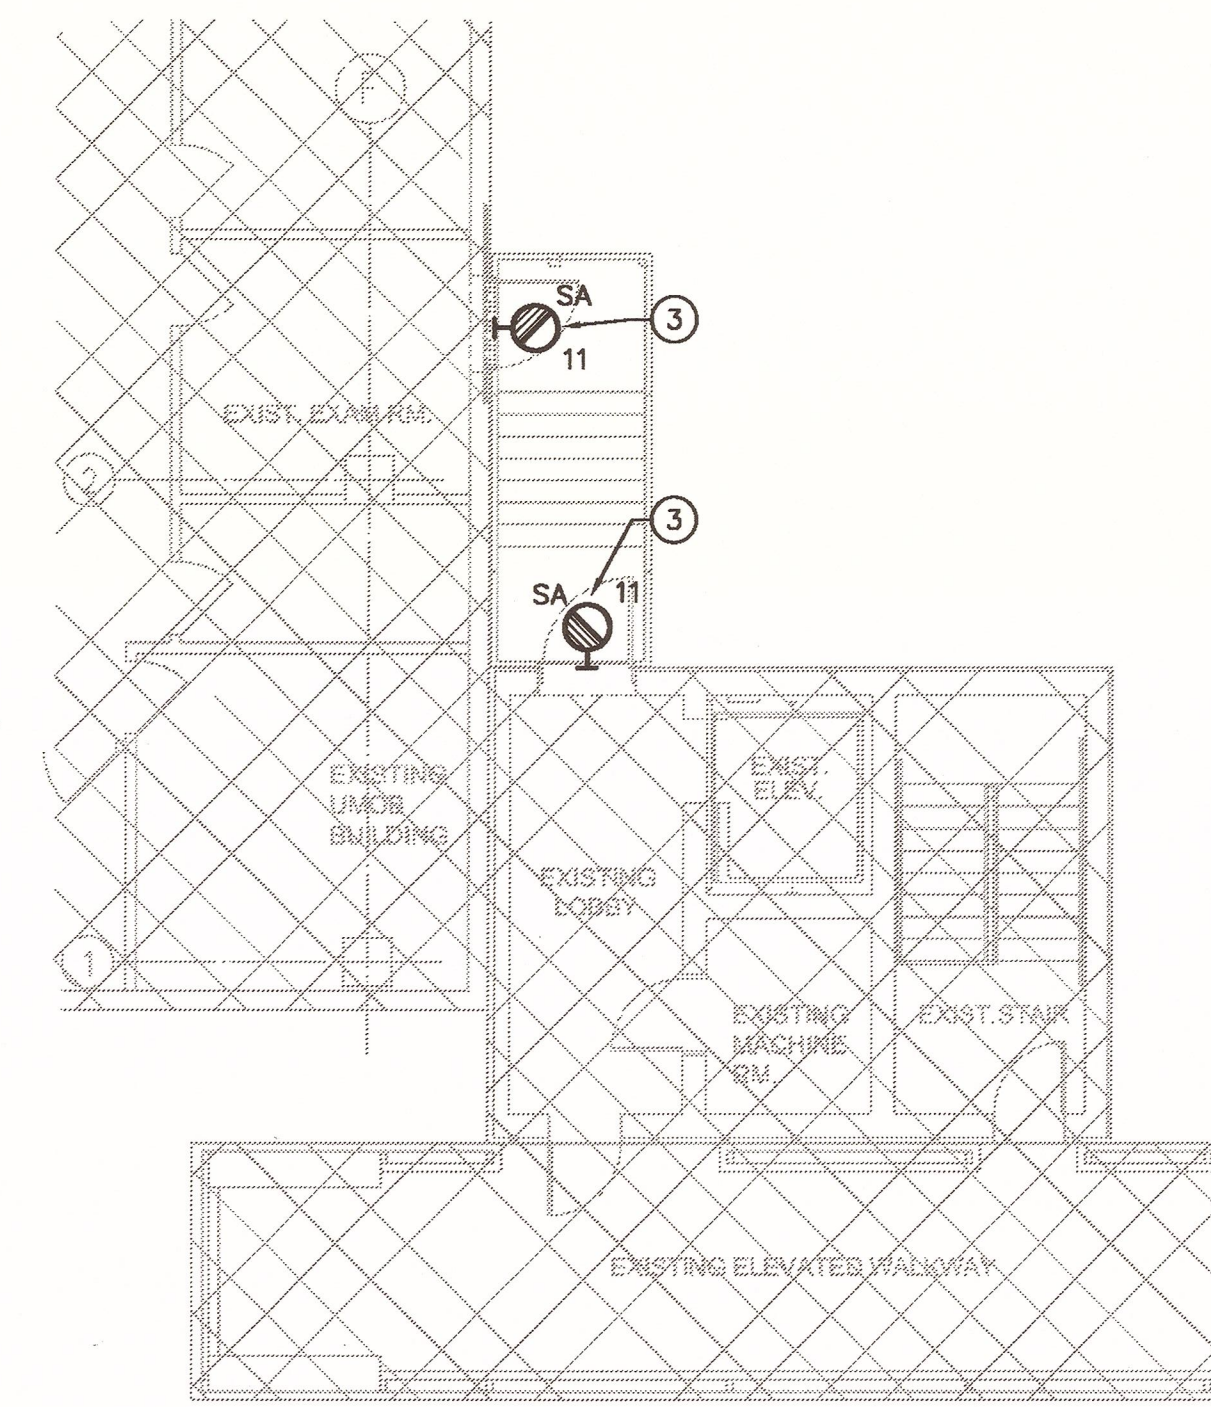 F
SA
3
11
EXIST. EXAM RM.
2
3
SA
11
EXISTING
UMOB
BUILDING
EXIST.
ELEV.
EXISTING
LOBBY
1
EXISTING
MACHINE
RM.
EXIST. STAIR
EXISTING ELEVATED WALKWAY